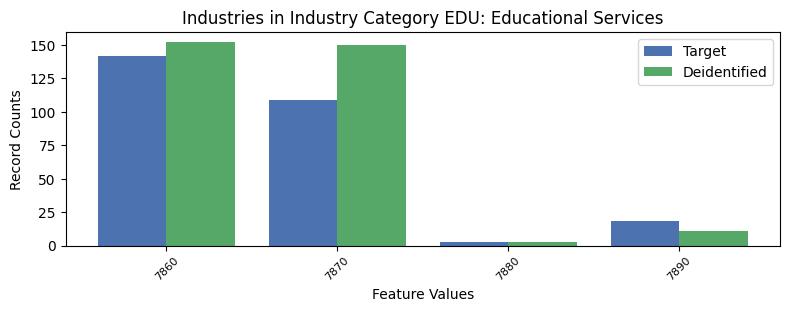 Industries in Industry Category EDU: Educational Services
Record Counts
150
125
100
75
50
25
0
Target
Deidentified
7860
7870
7880
7890
Feature Values